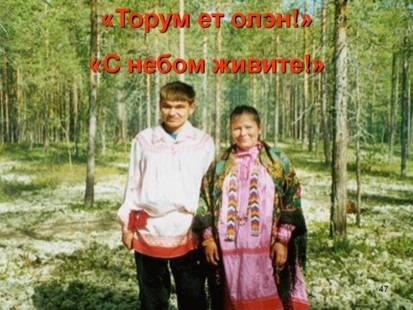 «Торум ет олэн!»
«С небом живите!»
47